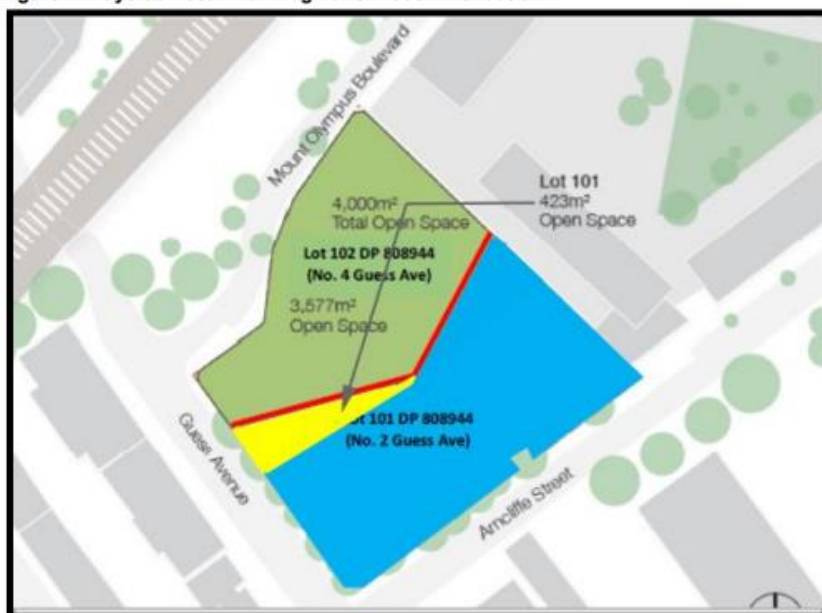 Mount Olympus Boulevard
Lot 101
423m²
Open Space
4,000m²
Total Open Space
Lot 102 DP 808944
(No. 4 Guess Ave)
3,577m²
Open Space
101 DP 808944
(No. 2 Guess Ave)
Guess Avenue
Arncliffe Street